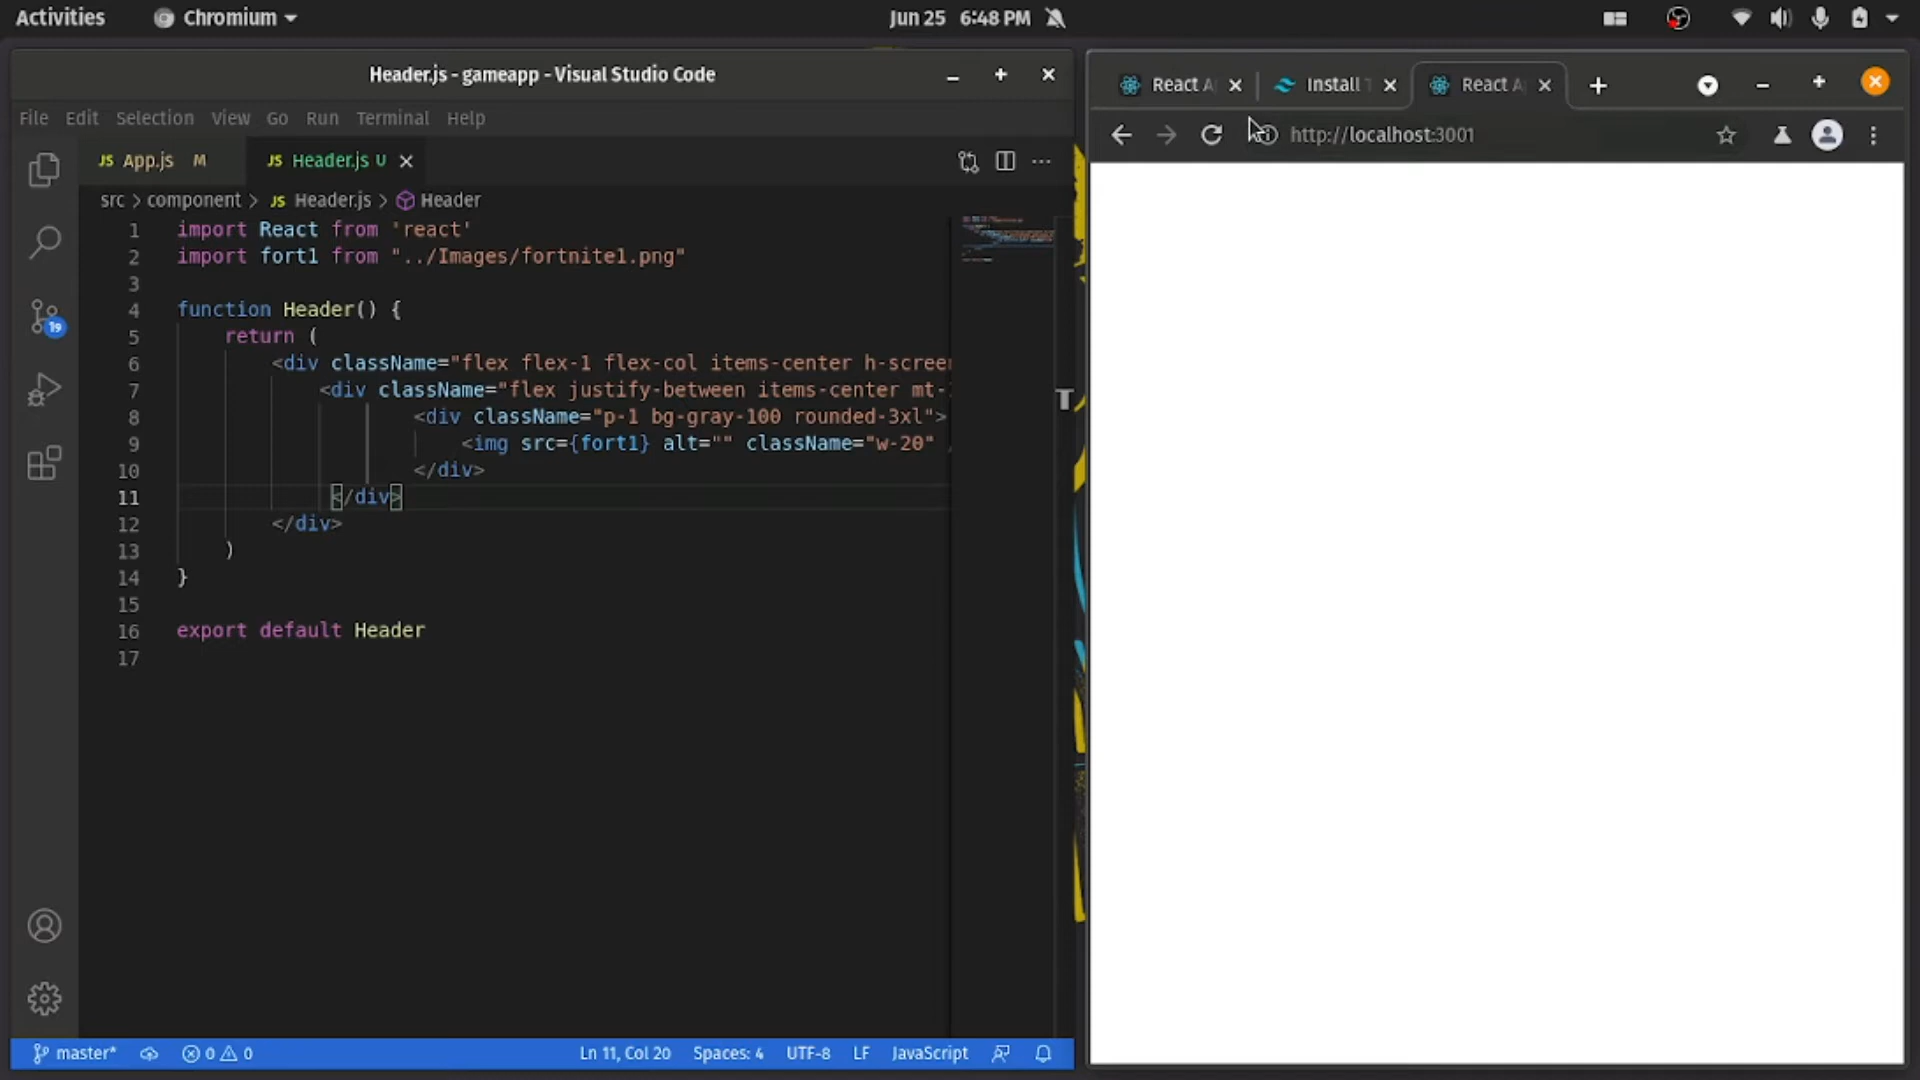 Activities Chromium Jun 25 6:48 PM
Header.js - gameapp - Visual Studio Code
File Edit Selection View Go Run Terminal Help
JS App.js M JS Header.js U
src > component > JS Header.js > Header
1 import React from 'react'
2 import fort1 from "../Images/fortnite1.png"
3
4 function Header() {
5 return (
6 <div className="flex flex-1 flex-col items-center h-screen
7 <div className="flex justify-between items-center mt-
8 <div className="p-1 bg-gray-100 rounded-3xl">
9 <img src={fort1} alt="" className="w-20"
10 </div>
11 </div>
12 </div>
13 )
14 }
15
16 export default Header
17
19
master* 0 0 Ln 11, Col 20 Spaces: 4 UTF-8 LF JavaScript
T
React A Install T React A
http://localhost:3001